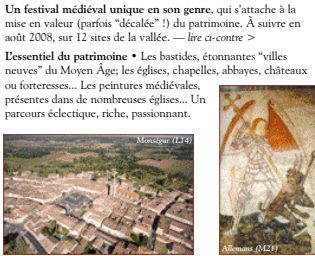 Un festival médiéval unique en son genre, qui s'attache à la
mise en valeur (parfois "décalée" !) du patrimoine. À suivre en
août 2008, sur 12 sites de la vallée. — lire ci-contre >
L'essentiel du patrimoine • Les bastides, étonnantes "villes
neuves" du Moyen Âge; les églises, chapelles, abbayes, châteaux
ou forteresses... Les peintures médiévales,
présentes dans de nombreuses églises... Un
parcours éclectique, riche, passionnant.
Monségur (L14)
Allemans (M21)